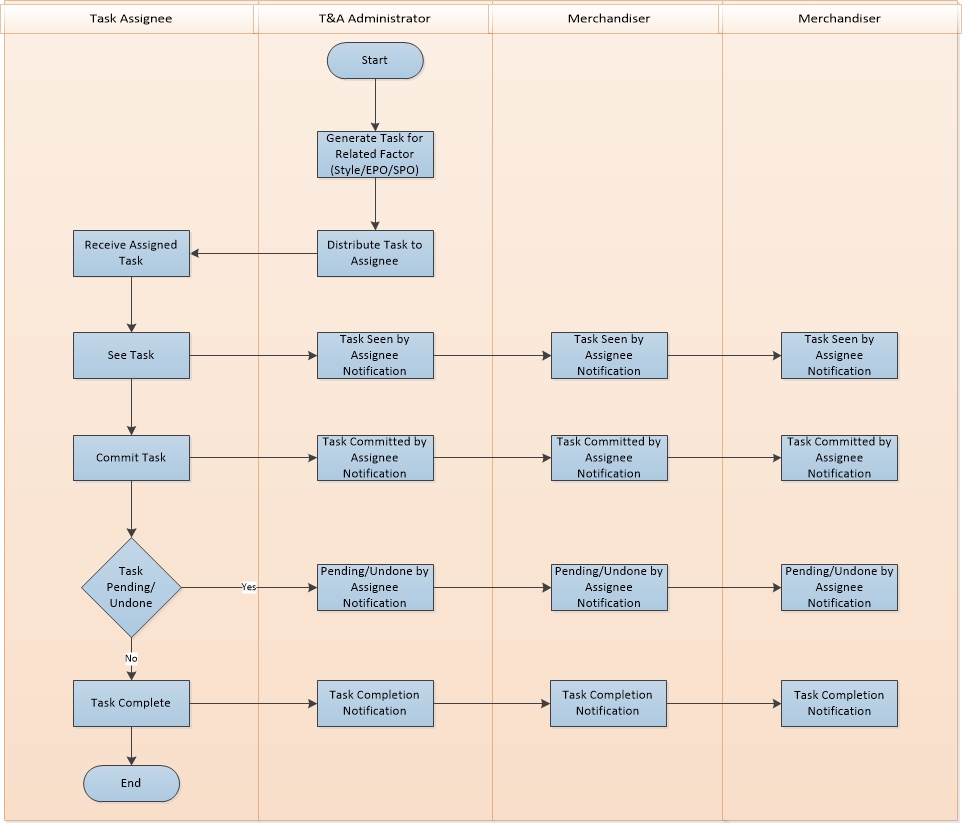 Task Assignee
T&A Administrator
Merchandiser
Merchandiser
Start
Generate Task for
Related Factor
(Style/EPO/SPO)
Receive Assigned
Task
Distribute Task to
Assignee
See Task
Task Seen by
Assignee
Notification
Task Seen by
Assignee
Notification
Task Seen by
Assignee
Notification
Commit Task
Task Committed by
Assignee
Notification
Task Committed by
Assignee
Notification
Task Committed by
Assignee
Notification
Task
Pending/
Undone
Yes
Pending/Undone by
Assignee
Notification
Pending/Undone by
Assignee
Notification
Pending/Undone by
Assignee
Notification
No
Task Complete
Task Completion
Notification
Task Completion
Notification
Task Completion
Notification
End